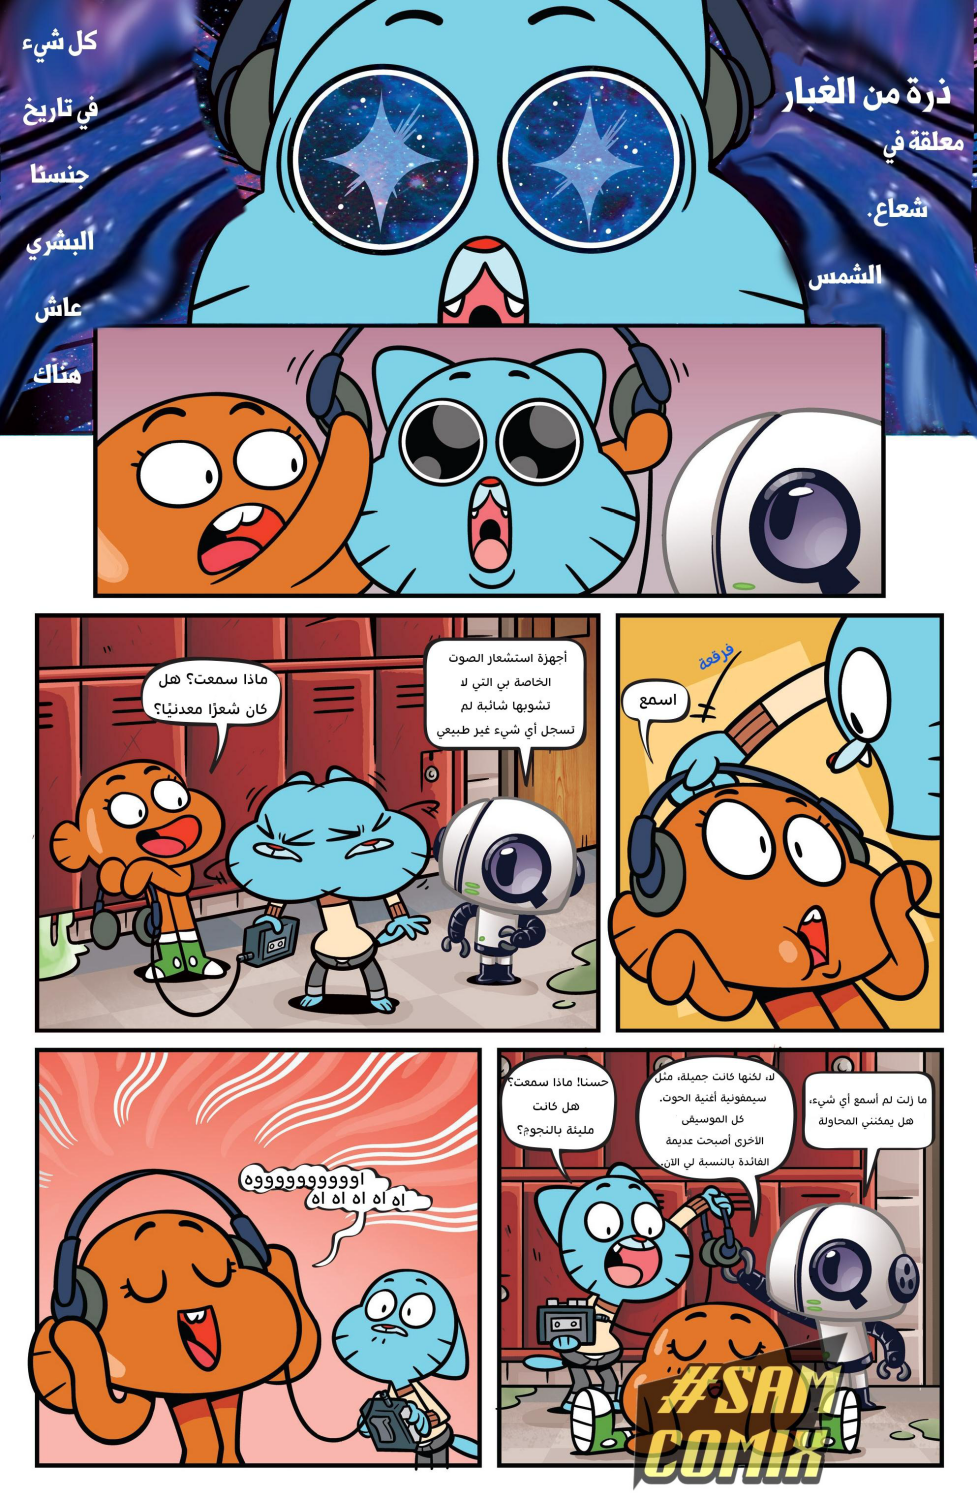 كل شيء
في تاريخ
جنسنا
البشري
عاش
هناك
ذرة من الغبار
معلقة في
شعاع.
الشمس
ماذا سمعت؟ هل
كان شعرًا معدنيًا؟
أجهزة استشعار الصوت
الخاصة بي التي لا
تشوبها شائبة لم
تسجل أي شيء غير طبيعي
اسمع
فرقعة
اووووووووووه
اه اه اه اه اه
حسنا! ماذا سمعت؟
هل كانت
مليئة بالنجوم؟
لا، لكنها كانت جميلة، مثل
سيمفونية أغنية الحوت.
كل الموسيقى
الأخرى أصبحت عديمة
الفائدة بالنسبة لي الآن.
ما زلت لم أسمع أي شيء،
هل يمكنني المحاولة
#SAM
COMIX